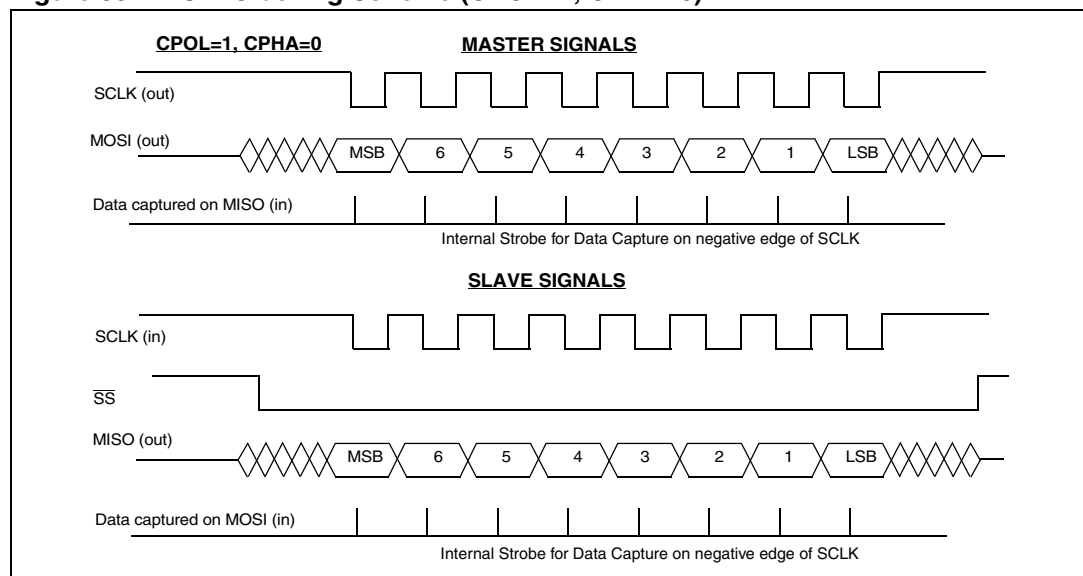 CPOL=1, CPHA=0
MASTER SIGNALS
SCLK (out)
MOSI (out)
MSB 6 5 4 3 2 1 LSB
Data captured on MISO (in)
Internal Strobe for Data Capture on negative edge of SCLK
SLAVE SIGNALS
SCLK (in)
SS
MISO (out)
MSB 6 5 4 3 2 1 LSB
Data captured on MOSI (in)
Internal Strobe for Data Capture on negative edge of SCLK